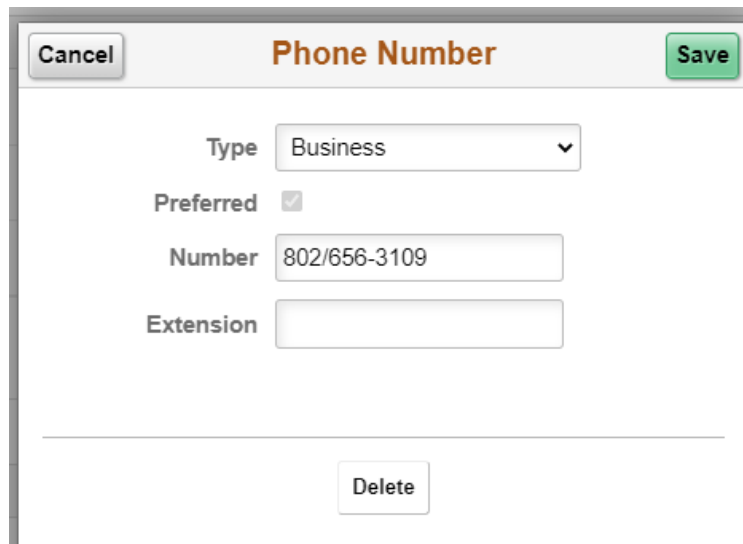 Cancel Phone Number Save
Type Business
Preferred
Number 802/656-3109
Extension
Delete